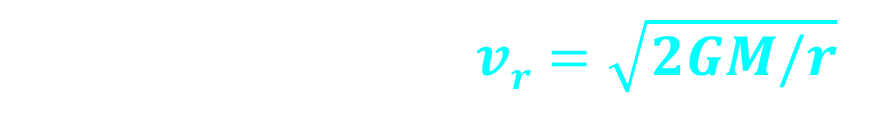 v_r = √2GM/r